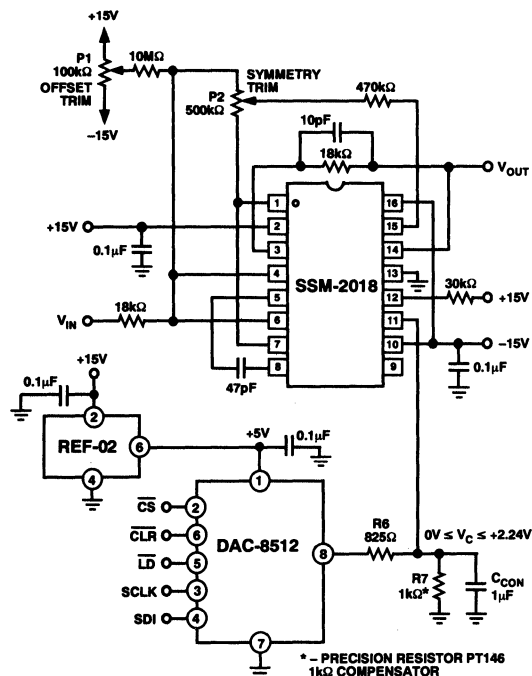 +15V
P1
100kΩ
OFFSET
TRIM
−15V
10MΩ
P2
500kΩ
SYMMETRY
TRIM
470kΩ
10pF
18kΩ
VOUT
+15V
0.1µF
VIN
18kΩ
47pF
SSM-2018
1
2
3
4
5
6
7
8
16
15
14
13
12
11
10
9
30kΩ
+15V
−15V
0.1µF
+15V
0.1µF
2
REF-02
6
4
+5V
0.1µF
1
CS
2
CLR
6
LD
5
SCLK
3
SDI
4
DAC-8512
8
7
R6
825Ω
0V ≤ VC ≤ +2.24V
R7
1kΩ*
CCON
1µF
* – PRECISION RESISTOR PT146
1kΩ COMPENSATOR